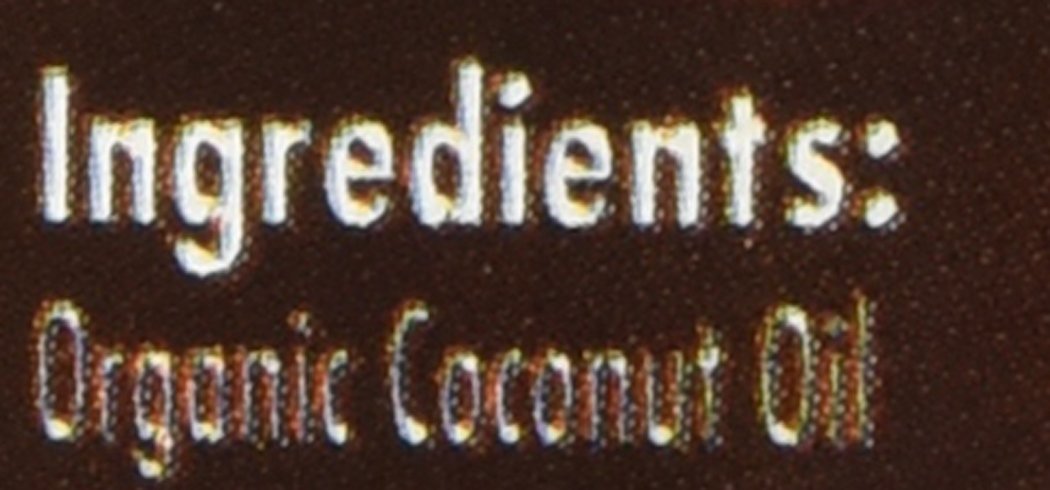 Ingredients:
Organic Coconut Oil